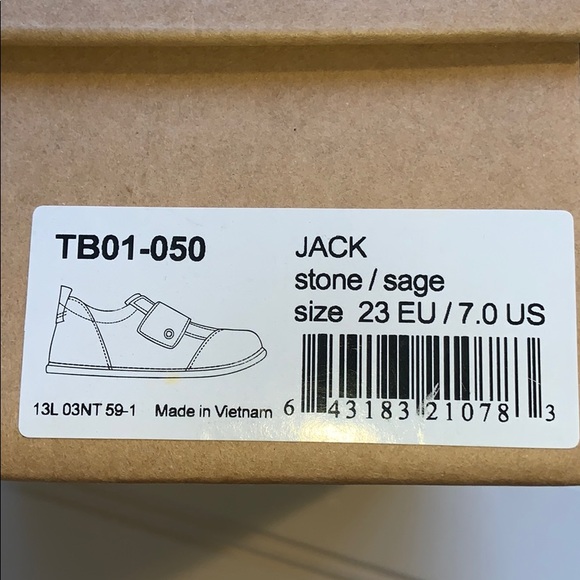 TB01-050
JACK
stone / sage
size 23 EU / 7.0 US
13L 03NT 59-1 Made in Vietnam
6 43183 21078 3